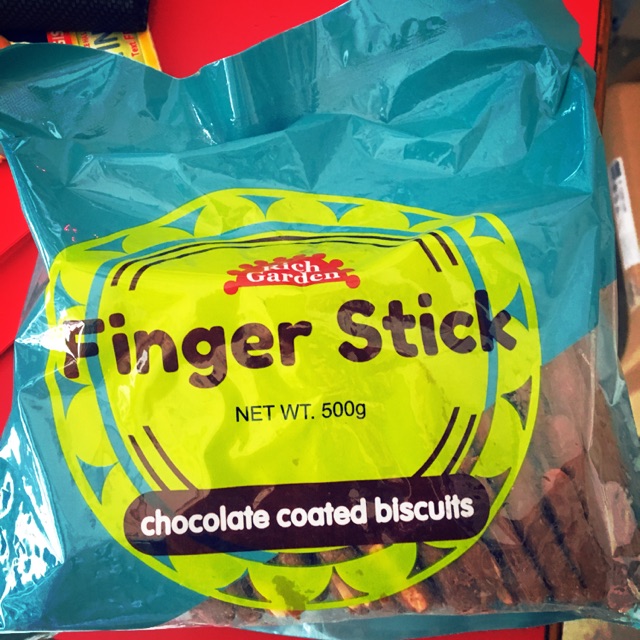 Rich
Garden
Finger Stick
NET WT. 500g
chocolate coated biscuits